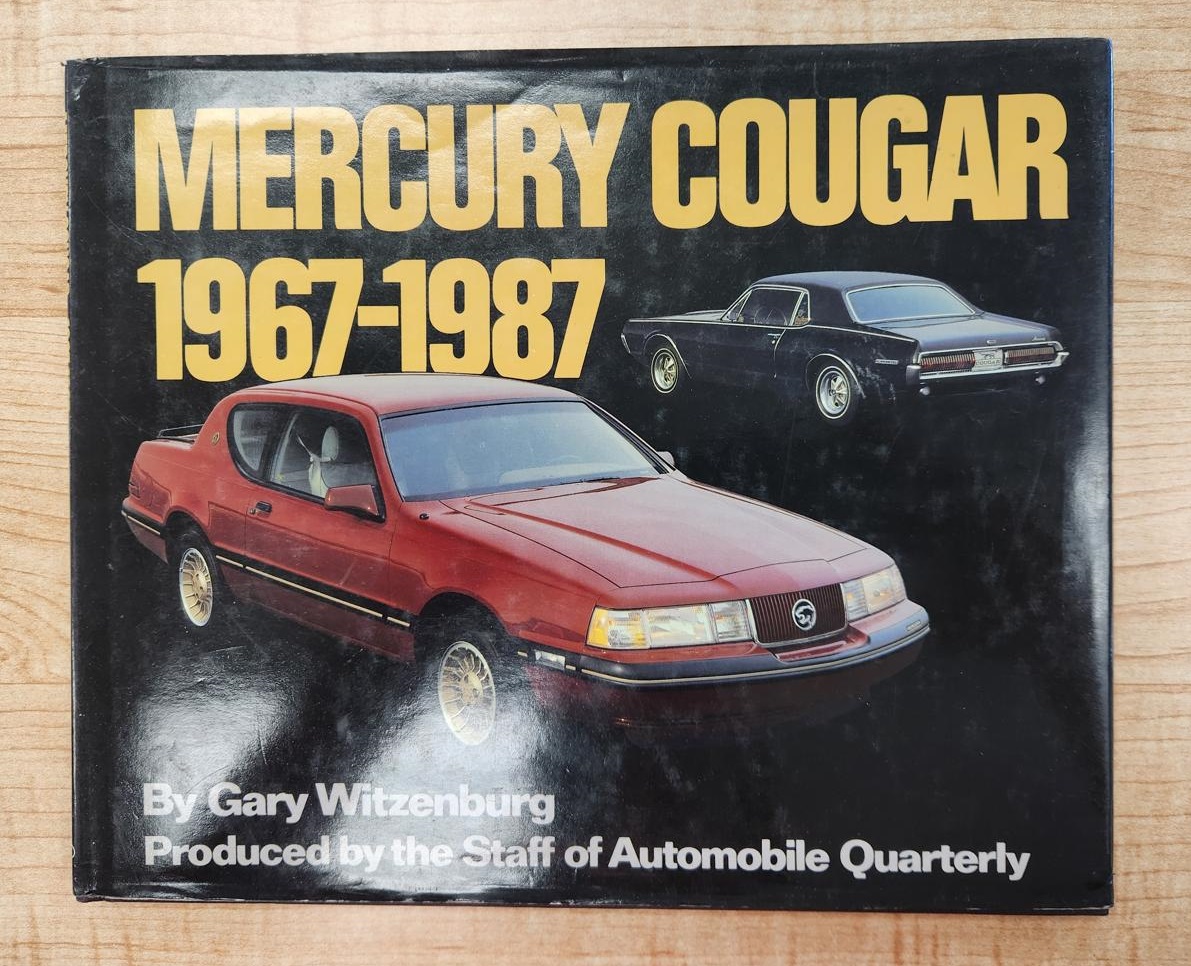 MERCURY COUGAR
1967-1987
By Gary Witzenburg
Produced by the Staff of Automobile Quarterly